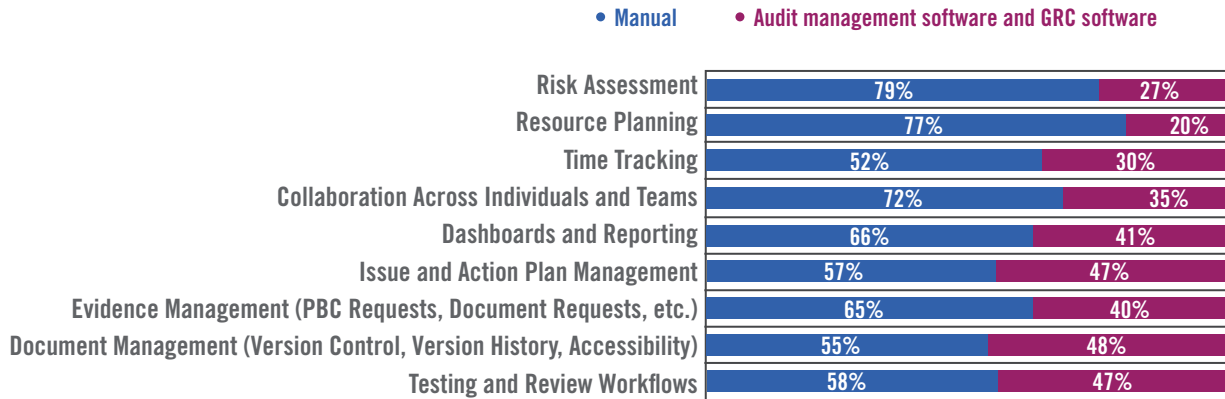 • Manual • Audit management software and GRC software
Risk Assessment 79% 27%
Resource Planning 77% 20%
Time Tracking 52% 30%
Collaboration Across Individuals and Teams 72% 35%
Dashboards and Reporting 66% 41%
Issue and Action Plan Management 57% 47%
Evidence Management (PBC Requests, Document Requests, etc.) 65% 40%
Document Management (Version Control, Version History, Accessibility) 55% 48%
Testing and Review Workflows 58% 47%